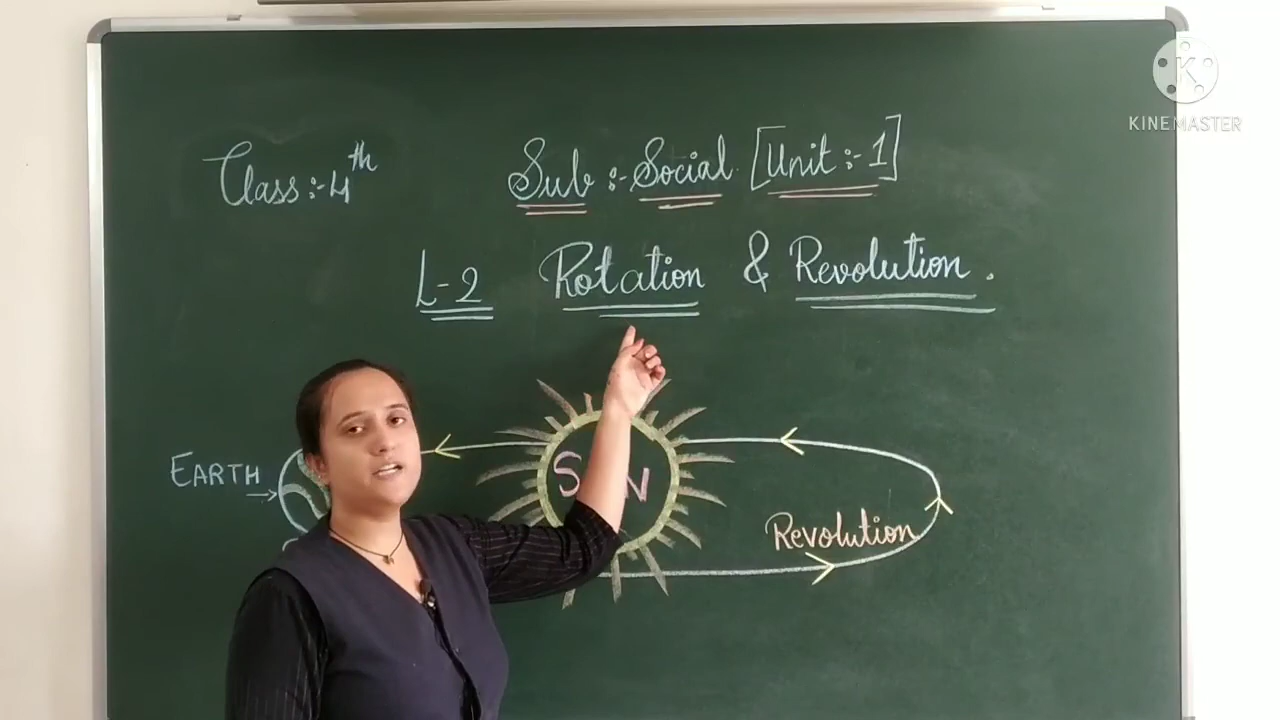 KINEMASTER
Class:-4th
Sub:-Social [Unit:-1]
L-2 Rotation & Revolution.
EARTH
Revolution